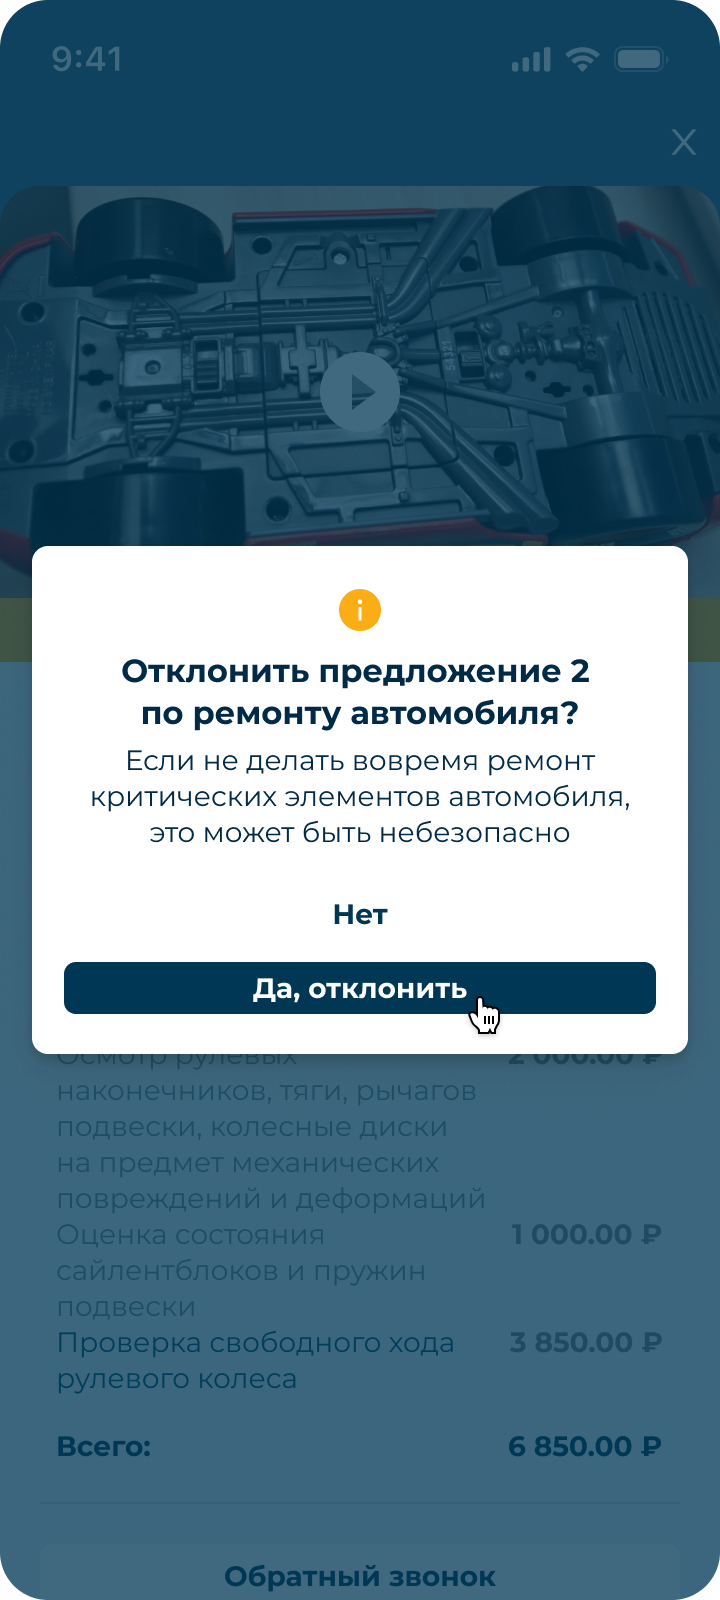 9:41
X
54321
Отклонить предложение 2
по ремонту автомобиля?
Если не делать вовремя ремонт
критических элементов автомобиля,
это может быть небезопасно
Нет
Да, отклонить
Осмотр рулевых 2 000.00 ₽
наконечников, тяги, рычагов
подвески, колесные диски
на предмет механических
повреждений и деформаций
Оценка состояния 1 000.00 ₽
сайлентблоков и пружин
подвески
Проверка свободного хода 3 850.00 ₽
рулевого колеса
Всего: 6 850.00 ₽
Обратный звонок